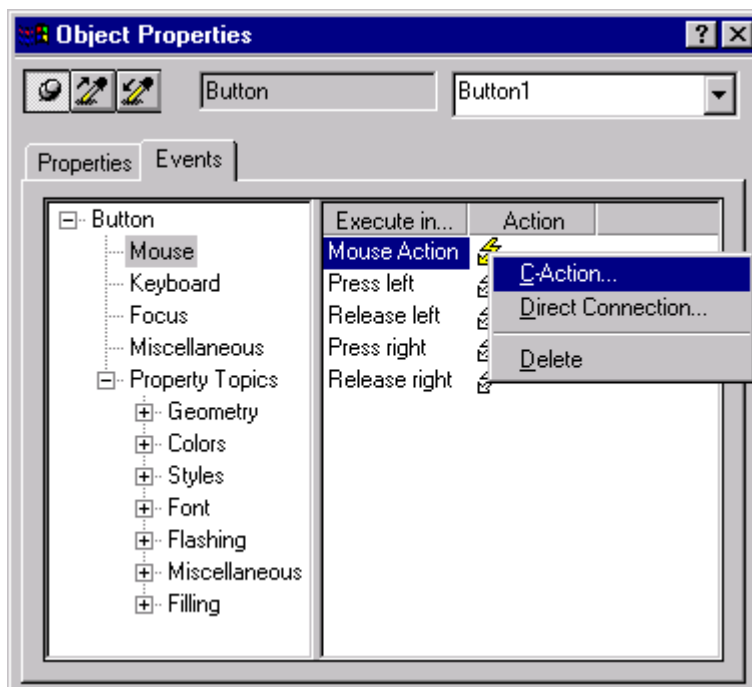 Object Properties
Button Button1
Properties Events
Button
Mouse
Keyboard
Focus
Miscellaneous
Property Topics
Geometry
Colors
Styles
Font
Flashing
Miscellaneous
Filling
Execute in... Action
Mouse Action
Press left
Release left
Press right
Release right
C-Action...
Direct Connection...
Delete